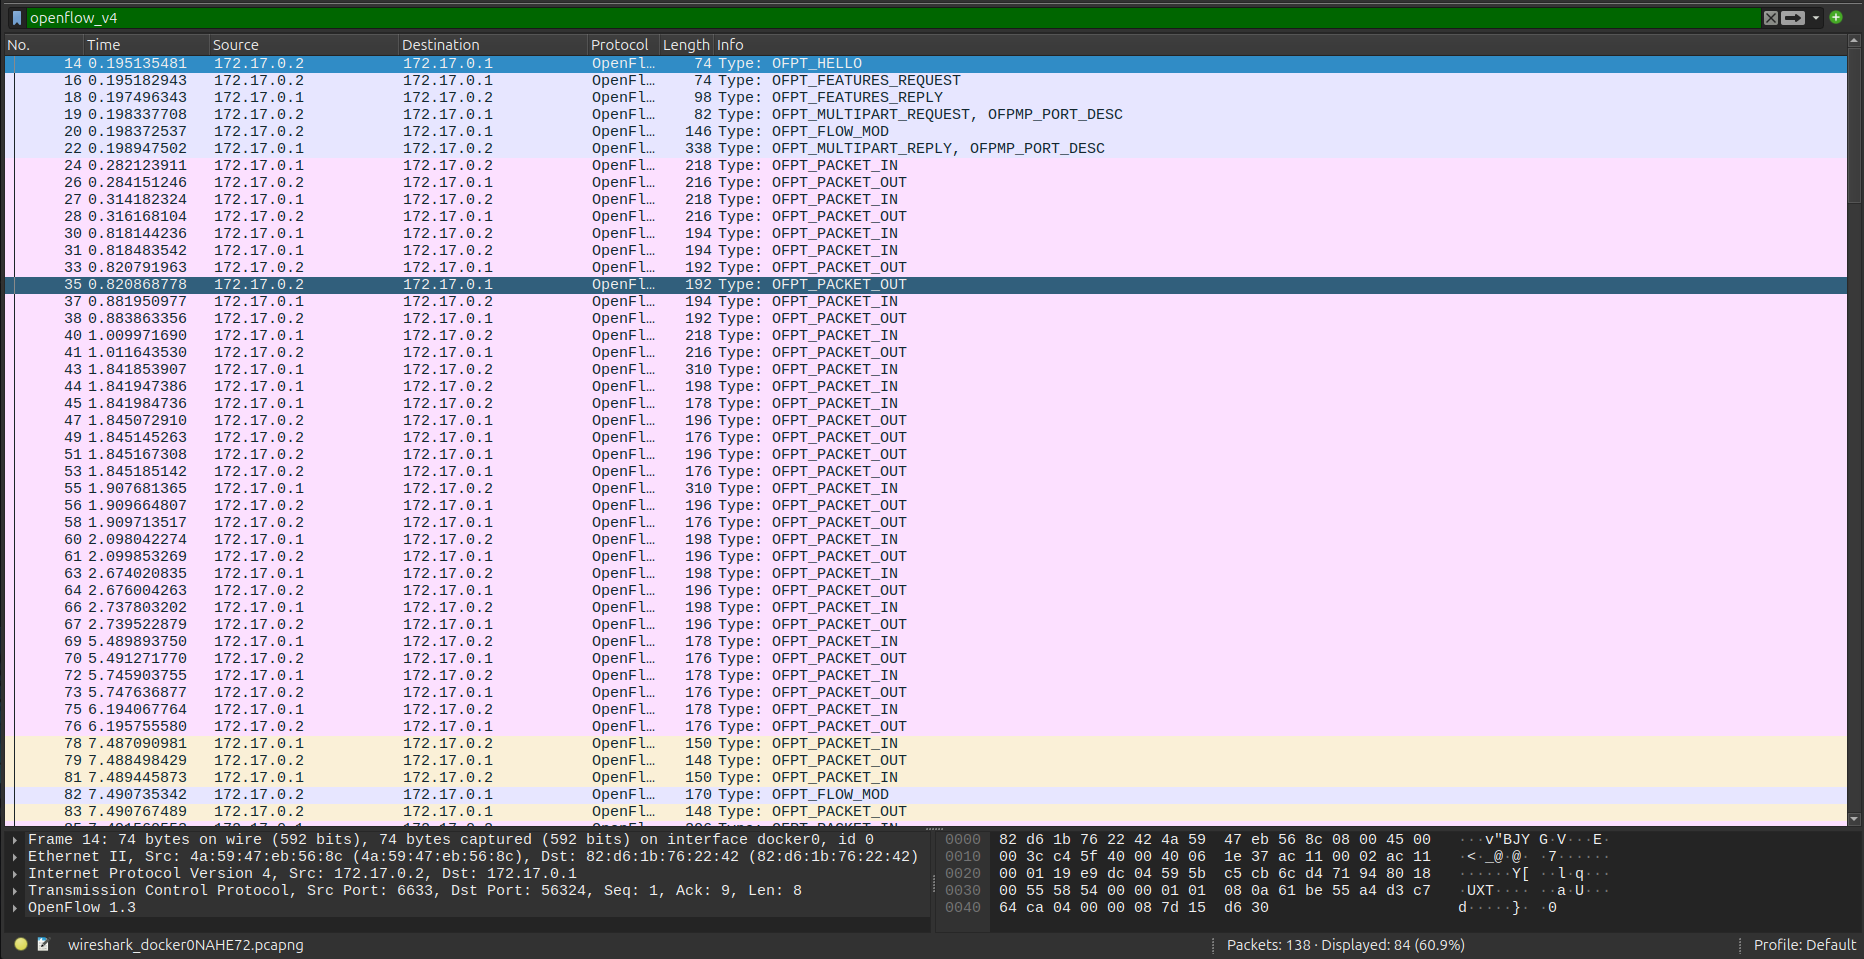 openflow_v4
No. Time Source Destination Protocol Length Info
14 0.195135481 172.17.0.2 172.17.0.1 OpenFl… 74 Type: OFPT_HELLO
16 0.195182943 172.17.0.2 172.17.0.1 OpenFl… 74 Type: OFPT_FEATURES_REQUEST
18 0.197496343 172.17.0.1 172.17.0.2 OpenFl… 98 Type: OFPT_FEATURES_REPLY
19 0.198337708 172.17.0.2 172.17.0.1 OpenFl… 82 Type: OFPT_MULTIPART_REQUEST, OFPMP_PORT_DESC
20 0.198372537 172.17.0.2 172.17.0.1 OpenFl… 146 Type: OFPT_FLOW_MOD
22 0.198947502 172.17.0.1 172.17.0.2 OpenFl… 338 Type: OFPT_MULTIPART_REPLY, OFPMP_PORT_DESC
24 0.282123911 172.17.0.1 172.17.0.2 OpenFl… 218 Type: OFPT_PACKET_IN
26 0.284151246 172.17.0.2 172.17.0.1 OpenFl… 216 Type: OFPT_PACKET_OUT
27 0.314182324 172.17.0.1 172.17.0.2 OpenFl… 218 Type: OFPT_PACKET_IN
28 0.316168104 172.17.0.2 172.17.0.1 OpenFl… 216 Type: OFPT_PACKET_OUT
30 0.818144236 172.17.0.1 172.17.0.2 OpenFl… 194 Type: OFPT_PACKET_IN
31 0.818483542 172.17.0.1 172.17.0.2 OpenFl… 194 Type: OFPT_PACKET_IN
33 0.820791963 172.17.0.2 172.17.0.1 OpenFl… 192 Type: OFPT_PACKET_OUT
35 0.820868778 172.17.0.2 172.17.0.1 OpenFl… 192 Type: OFPT_PACKET_OUT
37 0.881950977 172.17.0.1 172.17.0.2 OpenFl… 194 Type: OFPT_PACKET_IN
38 0.883863356 172.17.0.2 172.17.0.1 OpenFl… 192 Type: OFPT_PACKET_OUT
40 1.009971690 172.17.0.1 172.17.0.2 OpenFl… 218 Type: OFPT_PACKET_IN
41 1.011643530 172.17.0.2 172.17.0.1 OpenFl… 216 Type: OFPT_PACKET_OUT
43 1.841853907 172.17.0.1 172.17.0.2 OpenFl… 310 Type: OFPT_PACKET_IN
44 1.841947386 172.17.0.1 172.17.0.2 OpenFl… 198 Type: OFPT_PACKET_IN
45 1.841984736 172.17.0.1 172.17.0.2 OpenFl… 178 Type: OFPT_PACKET_IN
47 1.845072910 172.17.0.2 172.17.0.1 OpenFl… 196 Type: OFPT_PACKET_OUT
49 1.845145263 172.17.0.2 172.17.0.1 OpenFl… 176 Type: OFPT_PACKET_OUT
51 1.845167308 172.17.0.2 172.17.0.1 OpenFl… 196 Type: OFPT_PACKET_OUT
53 1.845185142 172.17.0.2 172.17.0.1 OpenFl… 176 Type: OFPT_PACKET_OUT
55 1.907681365 172.17.0.1 172.17.0.2 OpenFl… 310 Type: OFPT_PACKET_IN
56 1.909664807 172.17.0.2 172.17.0.1 OpenFl… 196 Type: OFPT_PACKET_OUT
58 1.909713517 172.17.0.2 172.17.0.1 OpenFl… 176 Type: OFPT_PACKET_OUT
60 2.098042274 172.17.0.1 172.17.0.2 OpenFl… 198 Type: OFPT_PACKET_IN
61 2.099853269 172.17.0.2 172.17.0.1 OpenFl… 196 Type: OFPT_PACKET_OUT
63 2.674020835 172.17.0.1 172.17.0.2 OpenFl… 198 Type: OFPT_PACKET_IN
64 2.676004263 172.17.0.2 172.17.0.1 OpenFl… 196 Type: OFPT_PACKET_OUT
66 2.737803202 172.17.0.1 172.17.0.2 OpenFl… 198 Type: OFPT_PACKET_IN
67 2.739522879 172.17.0.2 172.17.0.1 OpenFl… 196 Type: OFPT_PACKET_OUT
69 5.489893750 172.17.0.1 172.17.0.2 OpenFl… 178 Type: OFPT_PACKET_IN
70 5.491271770 172.17.0.2 172.17.0.1 OpenFl… 176 Type: OFPT_PACKET_OUT
72 5.745903755 172.17.0.1 172.17.0.2 OpenFl… 178 Type: OFPT_PACKET_IN
73 5.747636877 172.17.0.2 172.17.0.1 OpenFl… 176 Type: OFPT_PACKET_OUT
75 6.194067764 172.17.0.1 172.17.0.2 OpenFl… 178 Type: OFPT_PACKET_IN
76 6.195755580 172.17.0.2 172.17.0.1 OpenFl… 176 Type: OFPT_PACKET_OUT
78 7.487090981 172.17.0.1 172.17.0.2 OpenFl… 150 Type: OFPT_PACKET_IN
79 7.488498429 172.17.0.2 172.17.0.1 OpenFl… 148 Type: OFPT_PACKET_OUT
81 7.489445873 172.17.0.1 172.17.0.2 OpenFl… 150 Type: OFPT_PACKET_IN
82 7.490735342 172.17.0.2 172.17.0.1 OpenFl… 170 Type: OFPT_FLOW_MOD
83 7.490767489 172.17.0.2 172.17.0.1 OpenFl… 148 Type: OFPT_PACKET_OUT
Frame 14: 74 bytes on wire (592 bits), 74 bytes captured (592 bits) on interface docker0, id 0
Ethernet II, Src: 4a:59:47:eb:56:8c (4a:59:47:eb:56:8c), Dst: 82:d6:1b:76:22:42 (82:d6:1b:76:22:42)
Internet Protocol Version 4, Src: 172.17.0.2, Dst: 172.17.0.1
Transmission Control Protocol, Src Port: 6633, Dst Port: 56324, Seq: 1, Ack: 9, Len: 8
OpenFlow 1.3
0000 82 d6 1b 76 22 42 4a 59 47 eb 56 8c 08 00 45 00 ···v"BJY G·V···E·
0010 00 3c c4 5f 40 00 40 06 1e 37 ac 11 00 02 ac 11 ·<·_@·@· ·7······
0020 00 01 19 e9 dc 04 59 5b c5 cb 6c d4 71 94 80 18 ······Y[ ··l·q···
0030 00 55 58 54 00 00 01 01 08 0a 61 be 55 a4 d3 c7 ·UXT···· ··a·U···
0040 64 ca 04 00 00 08 7d 15 d6 30 d·····}· ·0
wireshark_docker0NAHE72.pcapng
Packets: 138 · Displayed: 84 (60.9%)
Profile: Default